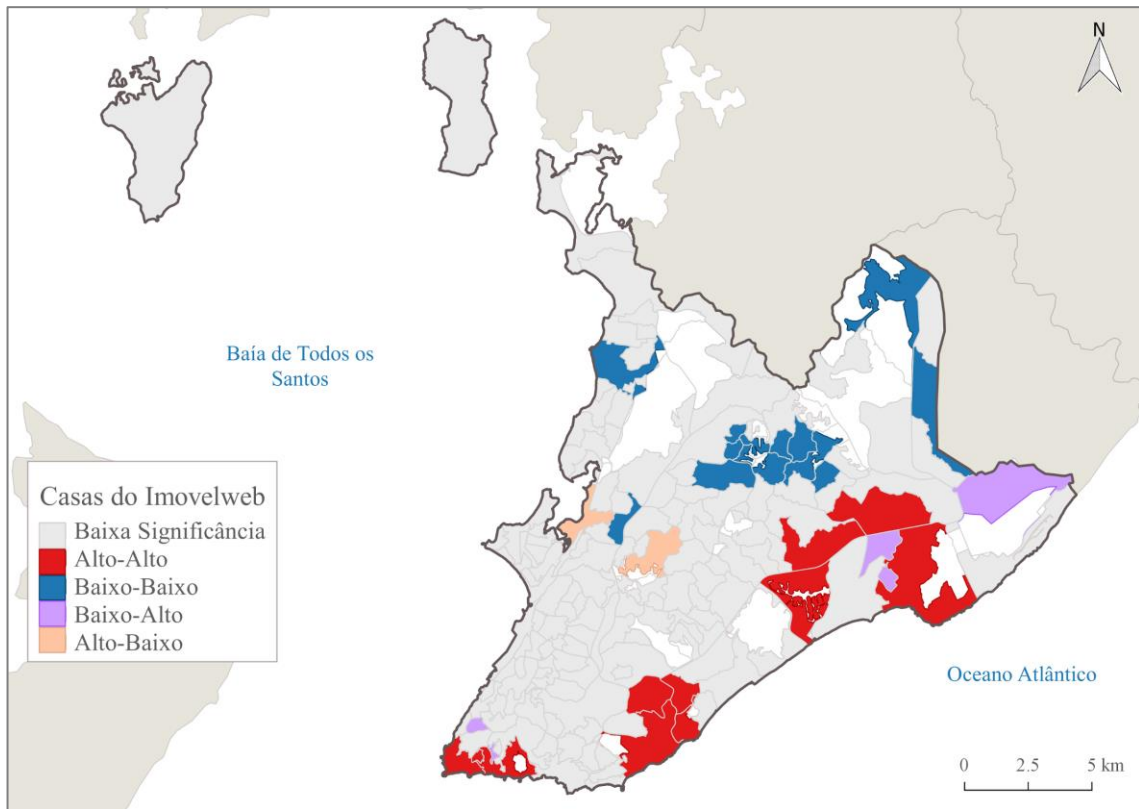 N
Baía de Todos os
Santos
Casas do Imovelweb
Baixa Significância
Alto-Alto
Baixo-Baixo
Baixo-Alto
Alto-Baixo
Oceano Atlântico
0 2.5 5 km